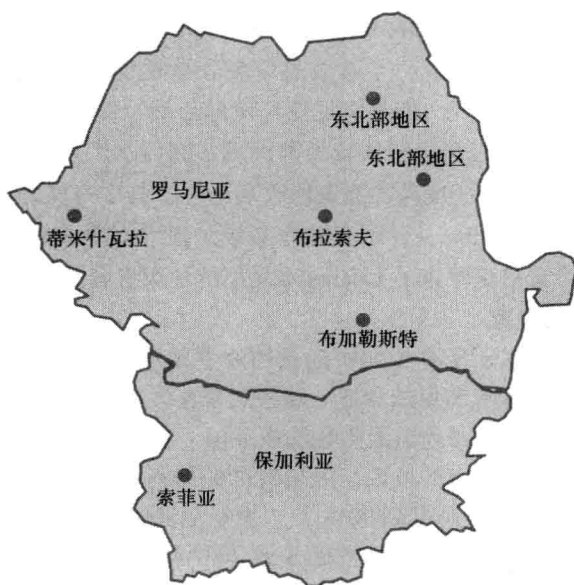 东北部地区
东北部地区
罗马尼亚
蒂米什瓦拉
布拉索夫
布加勒斯特
保加利亚
索菲亚